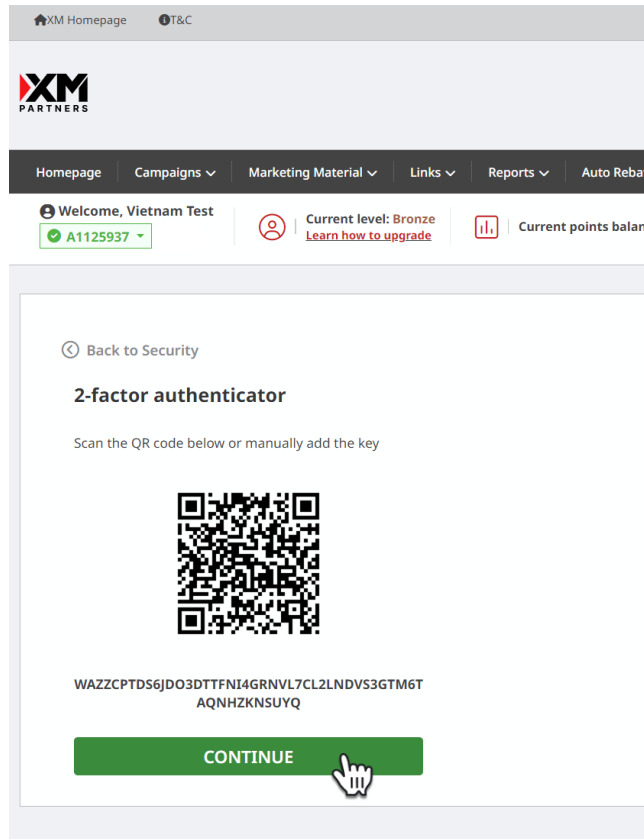 XM Homepage T&C
XM
PARTNERS
Homepage Campaigns Marketing Material Links Reports Auto
Welcome, Vietnam Test
A1125937
Current level: Bronze
Learn how to upgrade
Current points
Back to Security
2-factor authenticator
Scan the QR code below or manually add the key
WAZZCPTDS6JDO3DTTFNI4GRNVL7CL2LNDVS3GTM6T
AQNHZKNSUYQ
CONTINUE